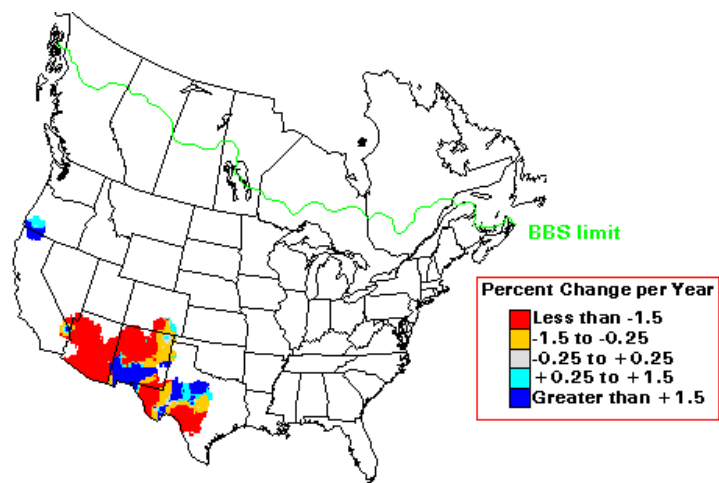 BBS limit
Percent Change per Year
Less than -1.5
-1.5 to -0.25
-0.25 to +0.25
+0.25 to +1.5
Greater than +1.5